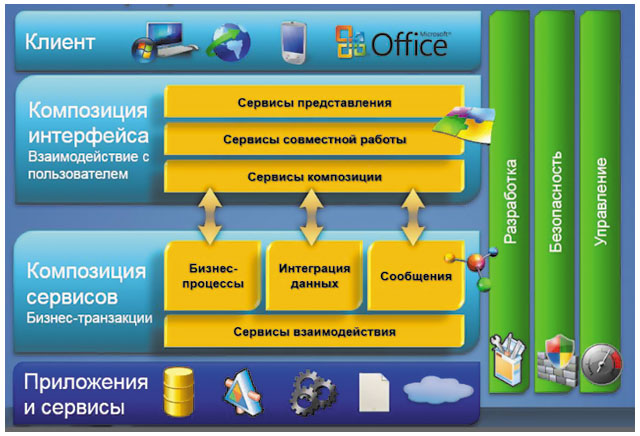 Клиент
Microsoft
Office
Композиция
интерфейса
Взаимодействие с
пользователем
Сервисы представления
Сервисы совместной работы
Сервисы композиции
Композиция
сервисов
Бизнес-транзакции
Бизнес-
процессы
Интеграция
данных
Сообщения
Сервисы взаимодействия
Приложения
и сервисы
Разработка
Безопасность
Управление